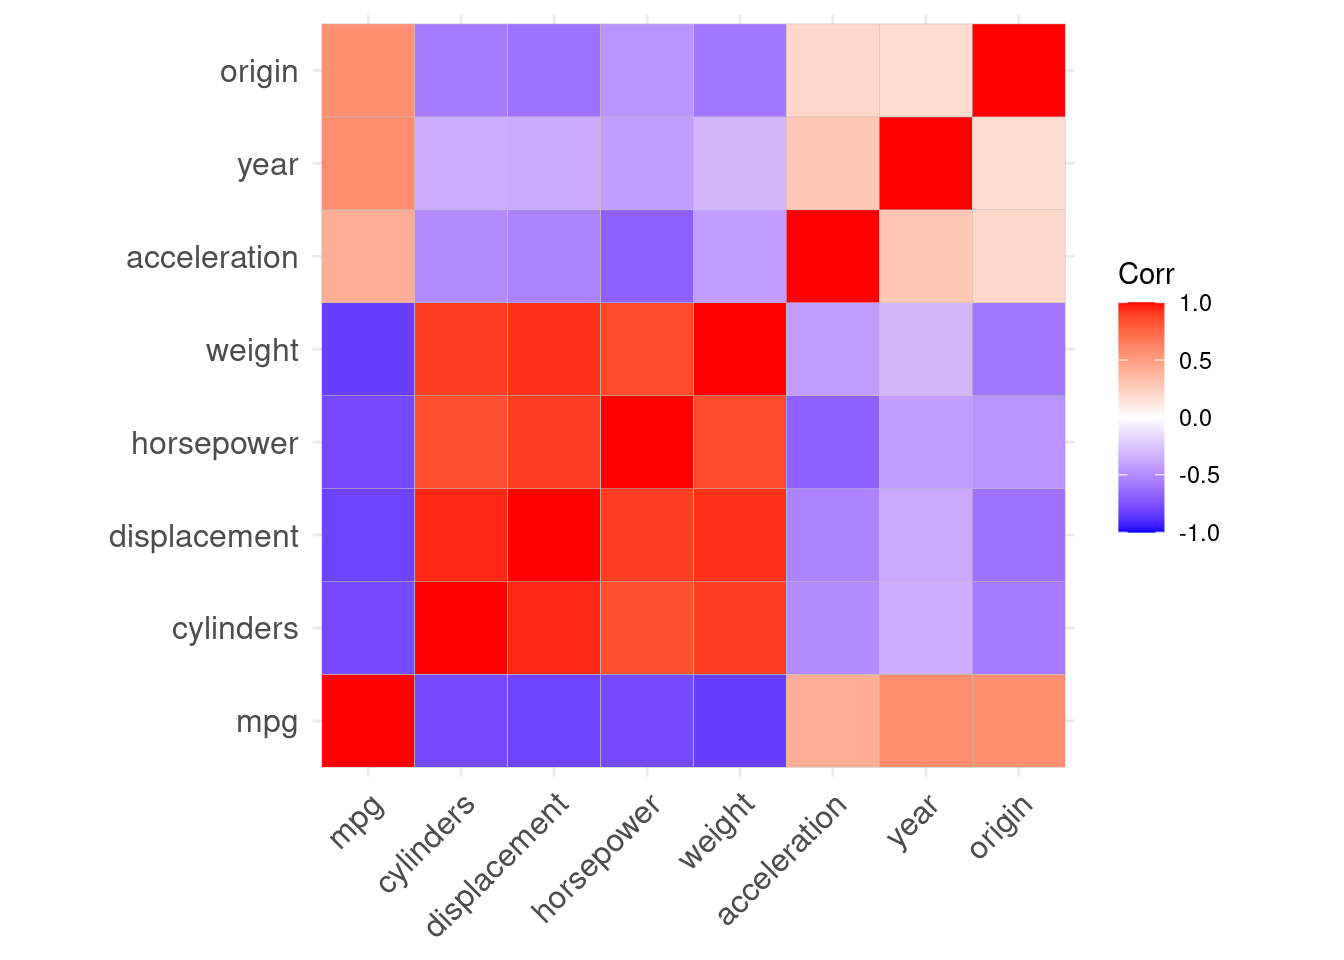 origin
year
acceleration
weight
horsepower
displacement
cylinders
mpg
mpg
cylinders
displacement
horsepower
weight
acceleration
year
origin
Corr
1.0
0.5
0.0
-0.5
-1.0